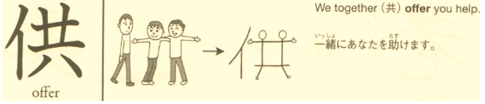 供
offer
We together (共) offer you help.
いっしょ たす
一緒にあなたを助けます。